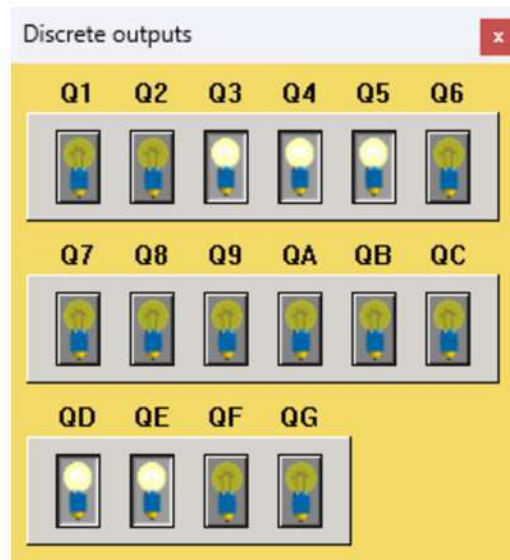 Discrete outputs x
Q1 Q2 Q3 Q4 Q5 Q6
Q7 Q8 Q9 QA QB QC
QD QE QF QG